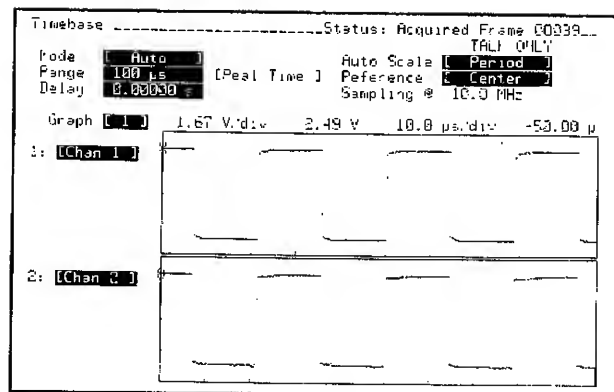 Timebase Status: Acquired Frame 00039
TALK ONLY
Mode [ Auto ] Auto Scale [ Period ]
Range 100 µs [Real Time ] Reference [ Center ]
Delay 0.00000 s Sampling @ 10.0 MHz
Graph [ 1 ] 1.67 V/div 2.49 V 10.0 µs/div -50.00 µ
1: [Chan 1 ]
2: [Chan 2 ]